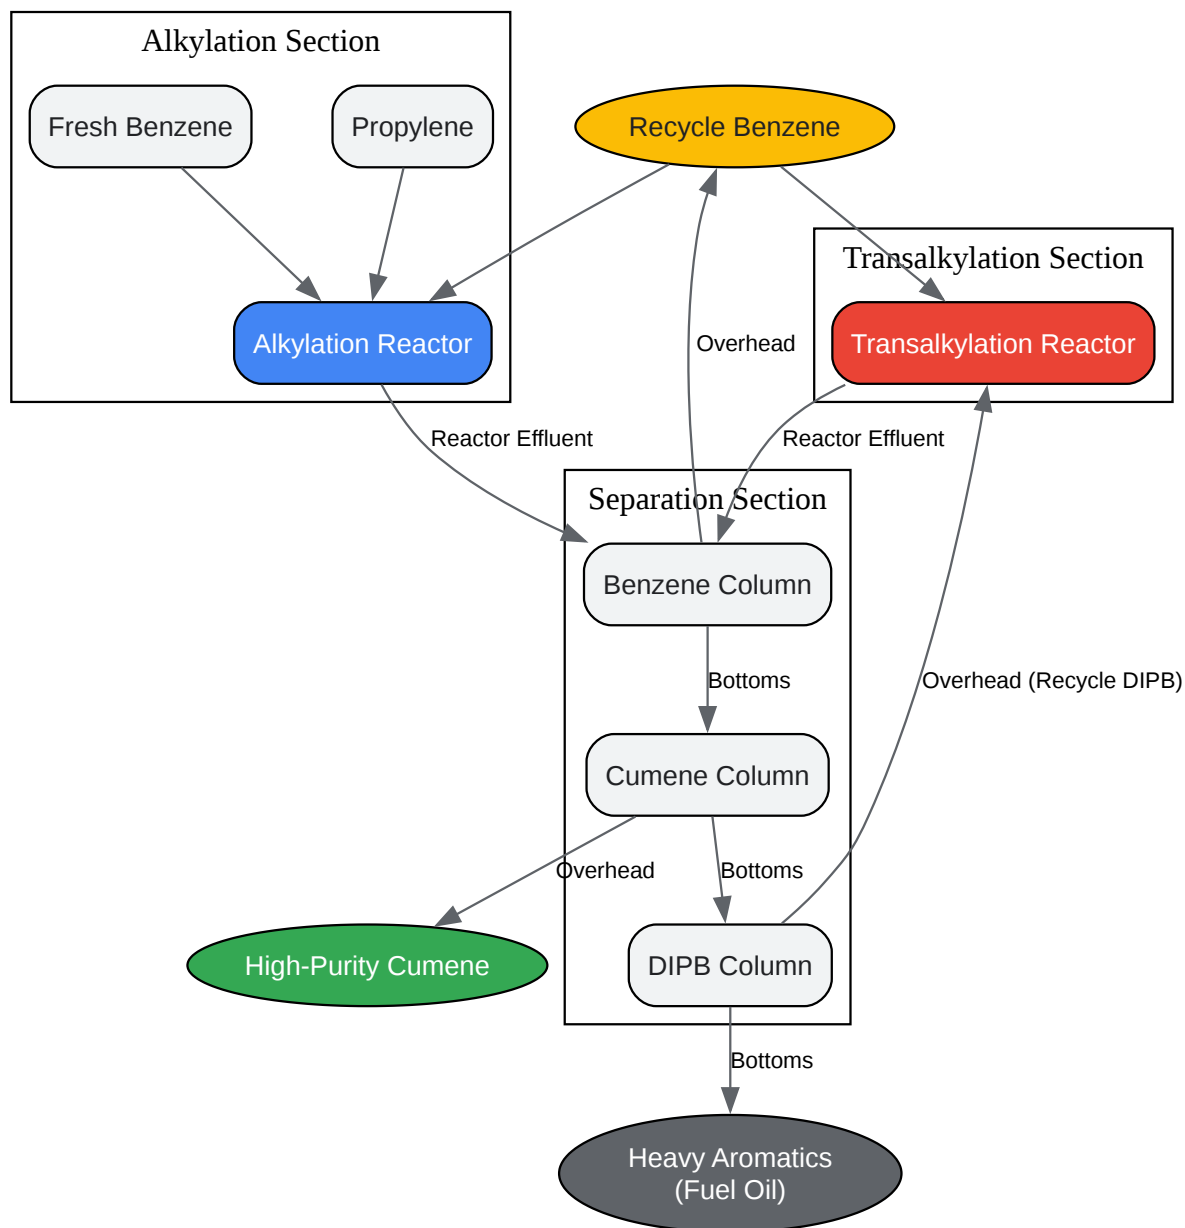 Alkylation Section
Fresh Benzene
Propylene
Recycle Benzene
Transalkylation Section
Alkylation Reactor
Overhead
Transalkylation Reactor
Reactor Effluent
Reactor Effluent
Separation Section
Benzene Column
Bottoms
Overhead (Recycle DIPB)
Cumene Column
Overhead
Bottoms
High-Purity Cumene
DIPB Column
Bottoms
Heavy Aromatics
(Fuel Oil)